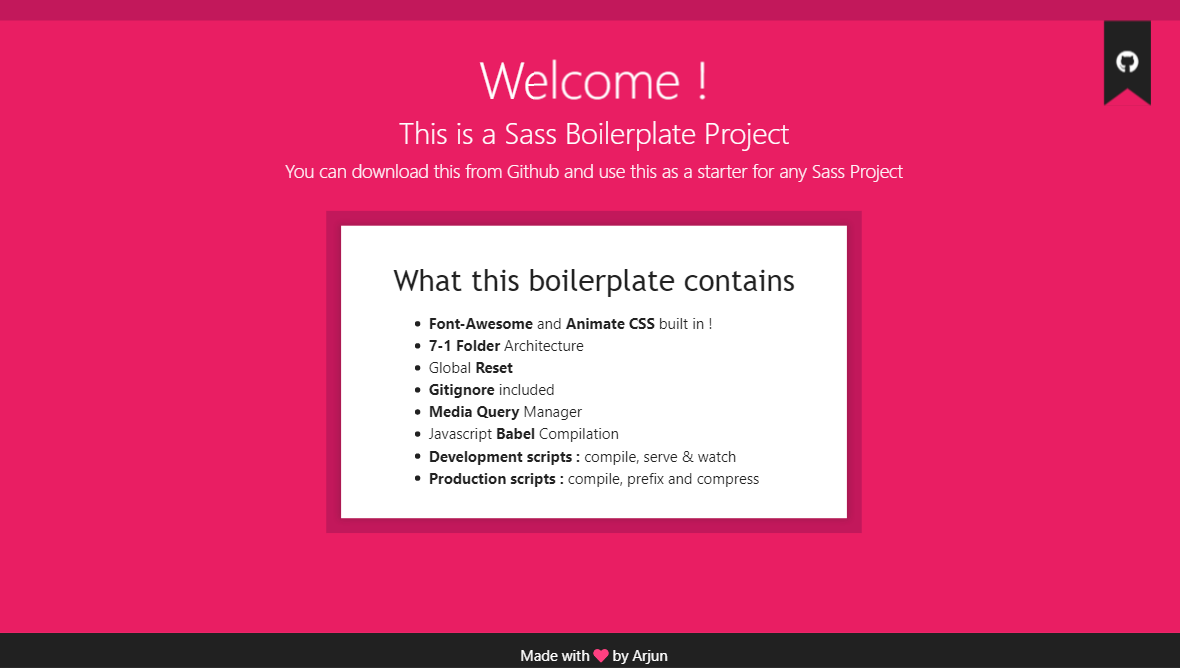 Welcome !
This is a Sass Boilerplate Project
You can download this from Github and use this as a starter for any Sass Project
What this boilerplate contains
Font-Awesome and Animate CSS built in !
7-1 Folder Architecture
Global Reset
Gitignore included
Media Query Manager
Javascript Babel Compilation
Development scripts : compile, serve & watch
Production scripts : compile, prefix and compress
Made with ❤ by Arjun